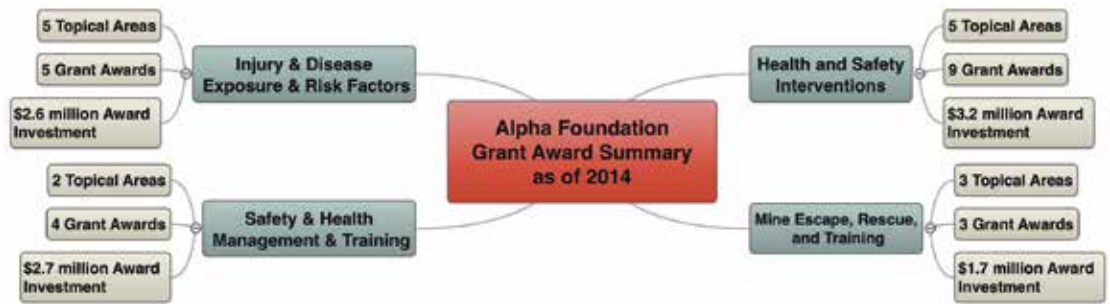 Alpha Foundation
Grant Award Summary
as of 2014
Injury & Disease
Exposure & Risk Factors
5 Topical Areas
5 Grant Awards
$2.6 million Award
Investment
Safety & Health
Management & Training
2 Topical Areas
4 Grant Awards
$2.7 million Award
Investment
Health and Safety
Interventions
5 Topical Areas
9 Grant Awards
$3.2 million Award
Investment
Mine Escape, Rescue,
and Training
3 Topical Areas
3 Grant Awards
$1.7 million Award
Investment